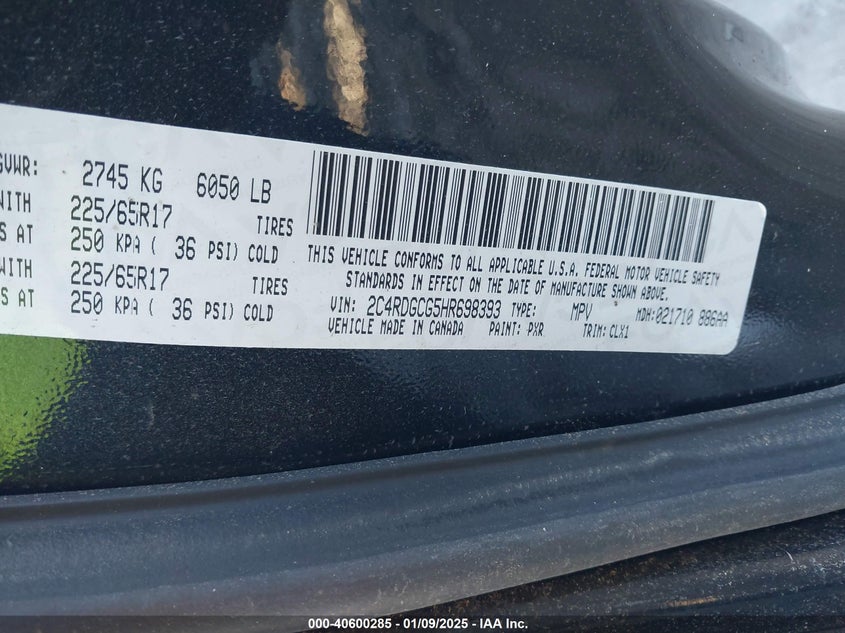 GVWR: 2745 KG 6050 LB
WITH 225/65R17 TIRES
S AT 250 KPA ( 36 PSI) COLD
WITH 225/65R17 TIRES
S AT 250 KPA ( 36 PSI) COLD
THIS VEHICLE CONFORMS TO ALL APPLICABLE U.S.A. FEDERAL MOTOR VEHICLE SAFETY
STANDARDS IN EFFECT ON THE DATE OF MANUFACTURE SHOWN ABOVE.
VIN: 2C4RDGCG5HR698393 TYPE: MPV MDH:021710 886AA
VEHICLE MADE IN CANADA PAINT: PXR TRIM: CLX1
000-40600285 - 01/09/2025 - IAA Inc.